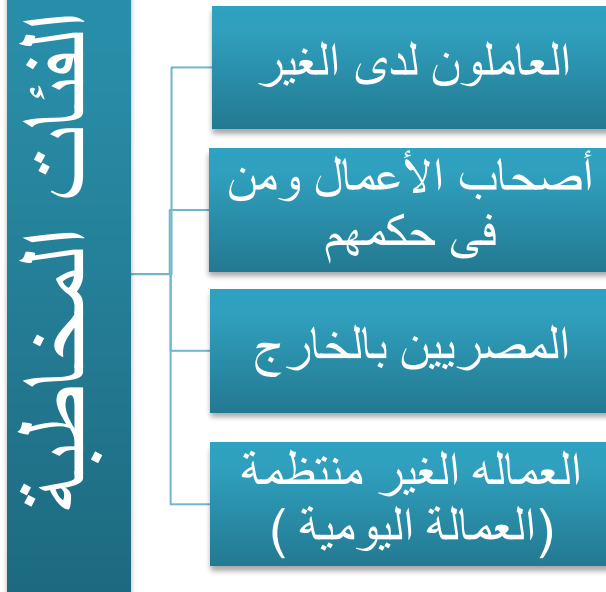 الفئات المخاطبة
العاملون لدى الغير
أصحاب الأعمال ومن
فى حكمهم
المصريين بالخارج
العماله الغير منتظمة
(العمالة اليومية )